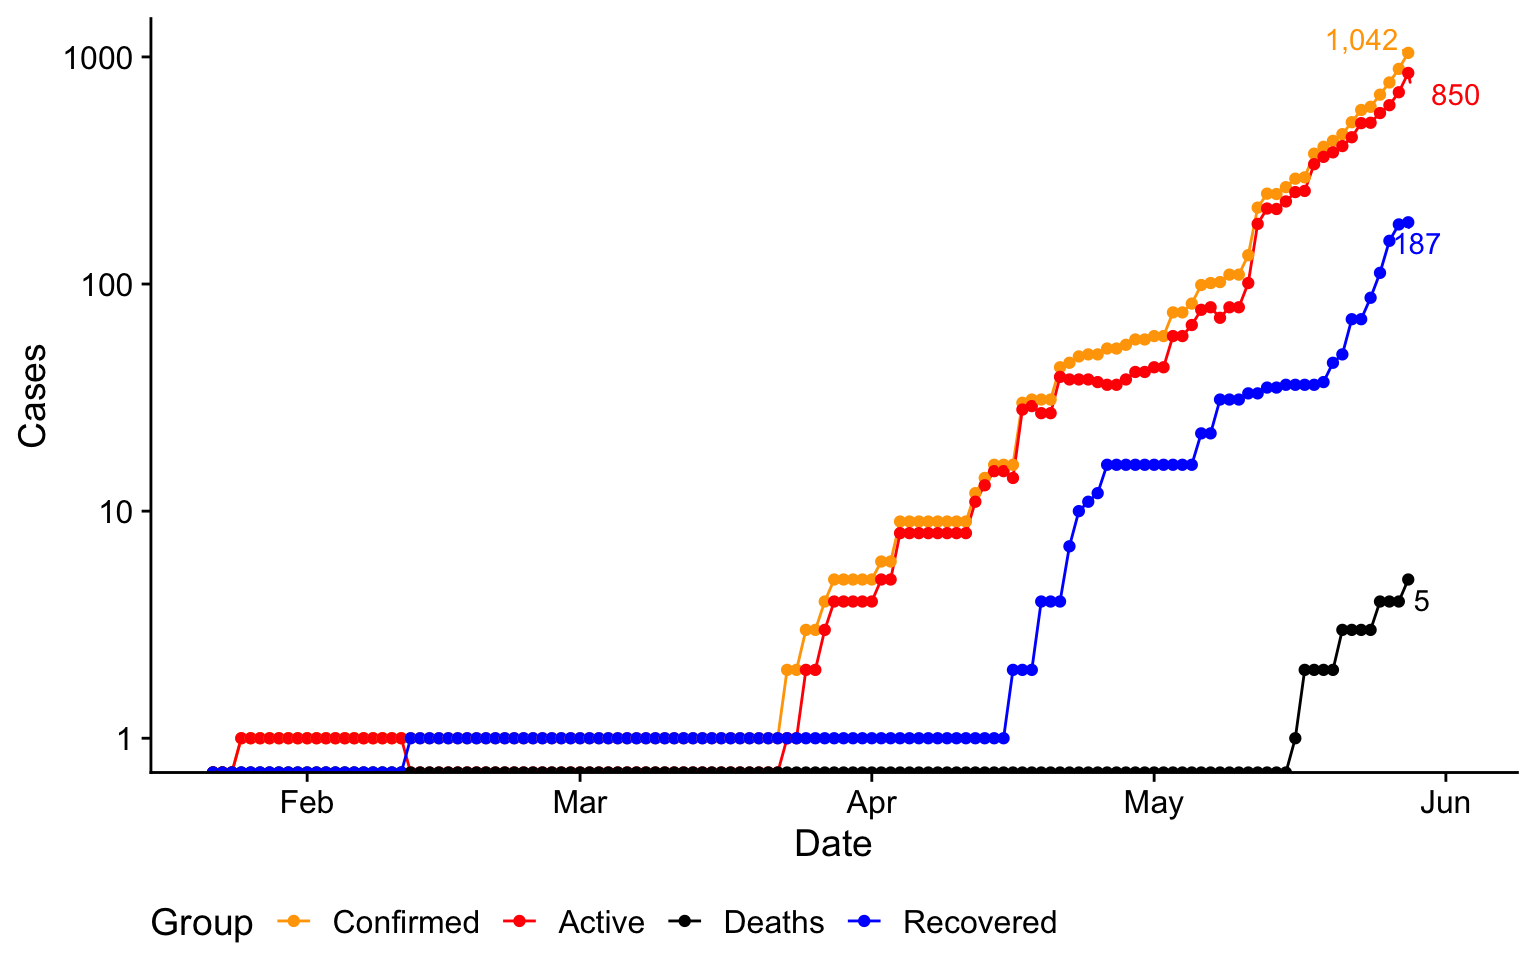 1000
100
10
1
Cases
1,042
850
187
5
Feb Mar Apr May Jun
Date
Group Confirmed Active Deaths Recovered